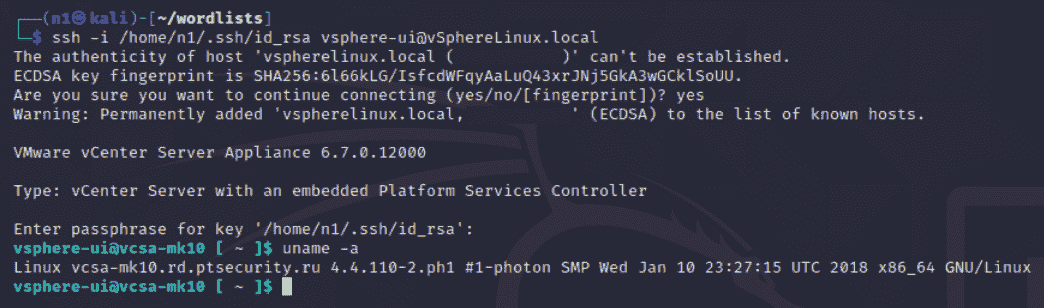 (n1㉿kali)-[~/wordlists]
$ ssh -i /home/n1/.ssh/id_rsa vsphere-ui@vSphereLinux.local
The authenticity of host 'vspherelinux.local ( )' can't be established.
ECDSA key fingerprint is SHA256:6l66kLG/IsfcdWFqyAaLuQ43xrJNj5GkA3wGCklSoUU.
Are you sure you want to continue connecting (yes/no/[fingerprint])? yes
Warning: Permanently added 'vspherelinux.local, ' (ECDSA) to the list of known hosts.
VMware vCenter Server Appliance 6.7.0.12000
Type: vCenter Server with an embedded Platform Services Controller
Enter passphrase for key '/home/n1/.ssh/id_rsa':
vsphere-ui@vcsa-mk10 [ ~ ]$ uname -a
Linux vcsa-mk10.rd.ptsecurity.ru 4.4.110-2.ph1 #1-photon SMP Wed Jan 10 23:27:15 UTC 2018 x86_64 GNU/Linux
vsphere-ui@vcsa-mk10 [ ~ ]$